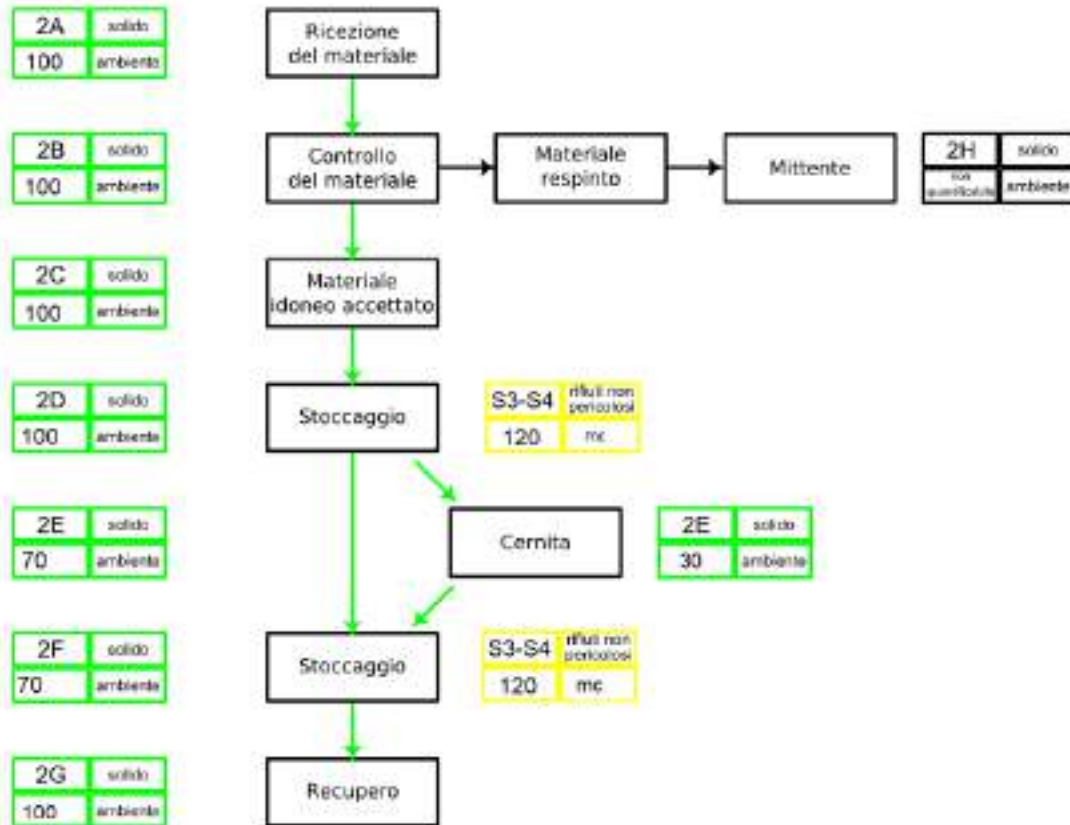 2A solido
100 ambiente
Ricezione
del materiale
2B solido
100 ambiente
Controllo
del materiale
Materiale
respinto
Mittente
2H solido
non
quantificabile ambiente
2C solido
100 ambiente
Materiale
idoneo accettato
2D solido
100 ambiente
Stoccaggio
S3-S4 rifiuti non
pericolosi
120 mc
2E solido
70 ambiente
Cernita
2E solido
30 ambiente
2F solido
70 ambiente
Stoccaggio
S3-S4 rifiuti non
pericolosi
120 mc
2G solido
100 ambiente
Recupero